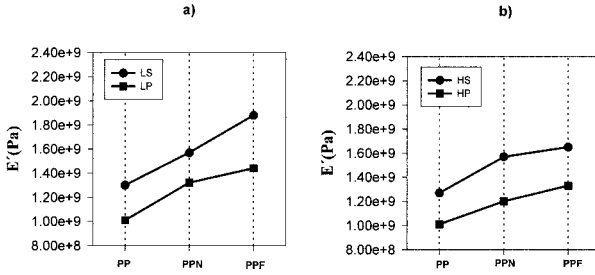 a)
2.40e+9
2.20e+9
2.00e+9
1.80e+9
1.60e+9
1.40e+9
1.20e+9
1.00e+9
8.00e+8
E´(Pa)
LS
LP
PP PPN PPF
b)
2.40e+9
2.20e+9
2.00e+9
1.80e+9
1.60e+9
1.40e+9
1.20e+9
1.00e+9
8.00e+8
E´(Pa)
HS
HP
PP PPN PPF